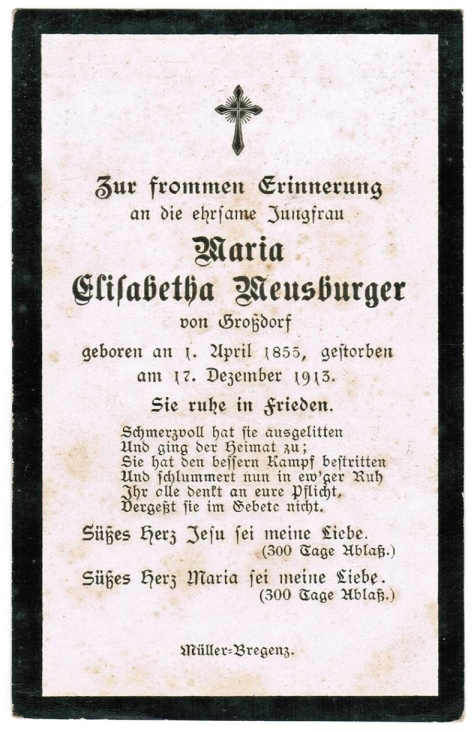 Zur frommen Erinnerung
an die ehrsame Jungfrau
Maria
Elisabetha Meusburger
von Großdorf
geboren an 1. April 1855, gestorben
am 17. Dezember 1913.
Sie ruhe in Frieden.
Schmerzvoll hat sie ausgelitten
Und ging der Heimat zu;
Sie hat den bessern Kampf bestritten
Und schlummert nun in ew'ger Ruh
Ihr alle denkt an eure Pflicht,
Vergeßt sie im Gebete nicht.
Süßes Herz Jesu sei meine Liebe.
(300 Tage Ablaß.)
Süßes Herz Maria sei meine Liebe.
(300 Tage Ablaß.)
Müller-Bregenz.